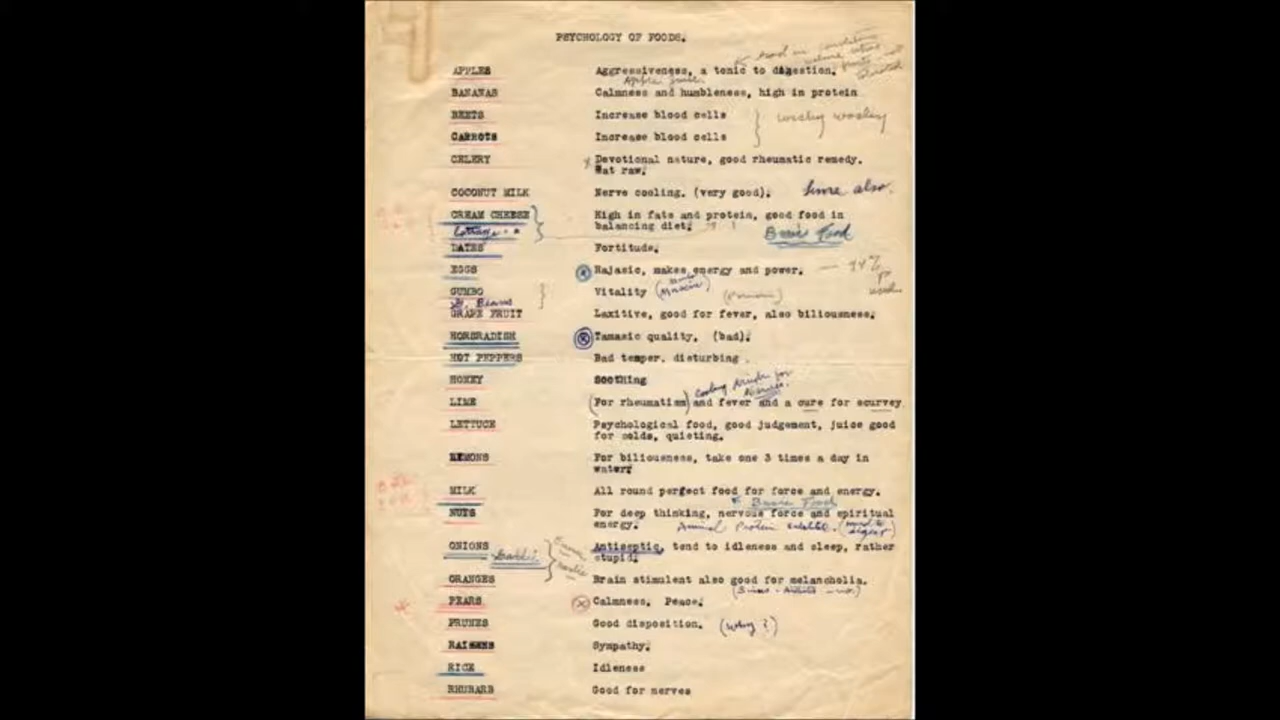 PSYCHOLOGY OF FOODS.
APPLES Aggressiveness, a tonic to digestion.
BANANAS Calmness and humbleness, high in protein
BEETS Increase blood cells
CARROTS Increase blood cells
CELERY Devotional nature, good rheumatic remedy.
Eat raw.
COCONUT MILK Nerve cooling. (very good).
CREAM CHEESE High in fats and protein, good food in
balancing diet.
Cottage " "
Basic Food
DATES Fortitude.
EGGS Rajasic, makes energy and power.
GUMBO Vitality
GRAPE FRUIT Laxitive, good for fever, also biliousness.
HORSRADISH Tamasic quality. (bad).
HOT PEPPERS Bad temper. disturbing.
HONEY Soothing
LIME (For rheumatism) and fever and a cure for scurvey.
LETTUCE Psychological food, good judgement, juice good
for colds, quieting.
LEMONS For biliousness, take one 3 times a day in
water.
MILK All round perfect food for force and energy.
Basic Food
NUTS For deep thinking, nervous force and spiritual
energy.
Animal Protein
ONIONS Antiseptic, tend to idleness and sleep, rather
stupid.
Garlic
ORANGES Brain stimulent also good for melancholia.
PEARS Calmness. Peace.
PRUNES Good disposition. (Why?)
RAISENS Sympathy.
RICE Idleness
RHUBARB Good for nerves